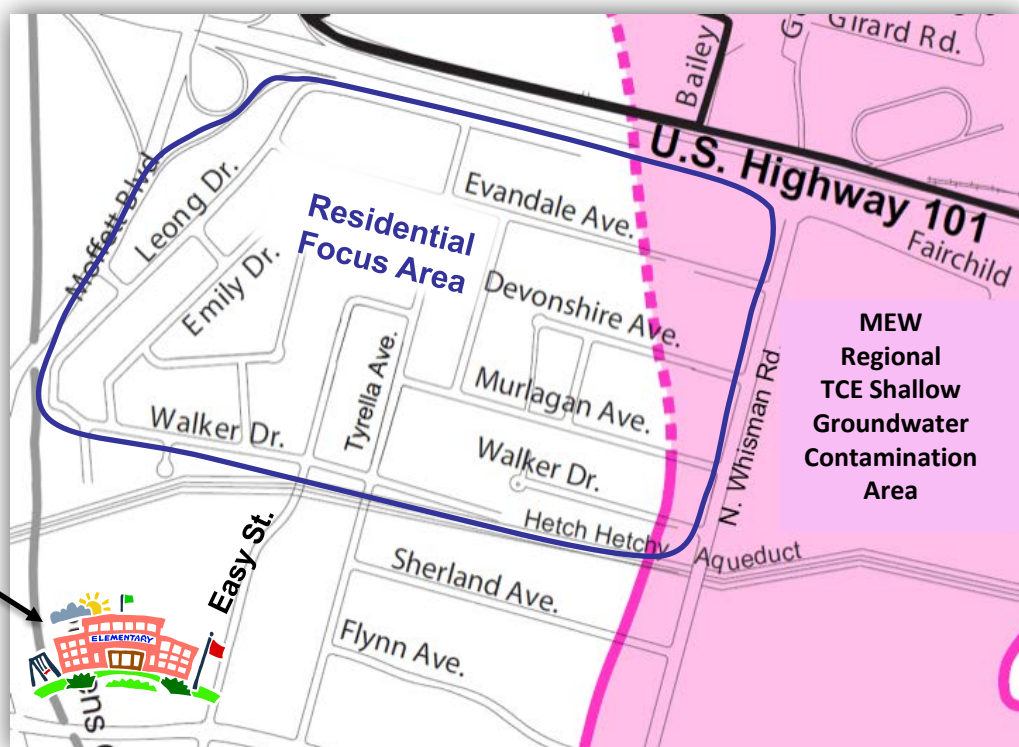 Girard Rd.
Bailey
U.S. Highway 101
Fairchild
Moffett Blvd
Leong Dr.
Emily Dr.
Residential
Focus Area
Evandale Ave.
Devonshire Ave.
Murlagan Ave.
Tyrella Ave.
Walker Dr.
Walker Dr.
N. Whisman Rd.
MEW
Regional
TCE Shallow
Groundwater
Contamination
Area
Hetch Hetchy Aqueduct
Easy St.
Sherland Ave.
Flynn Ave.
ELEMENTARY